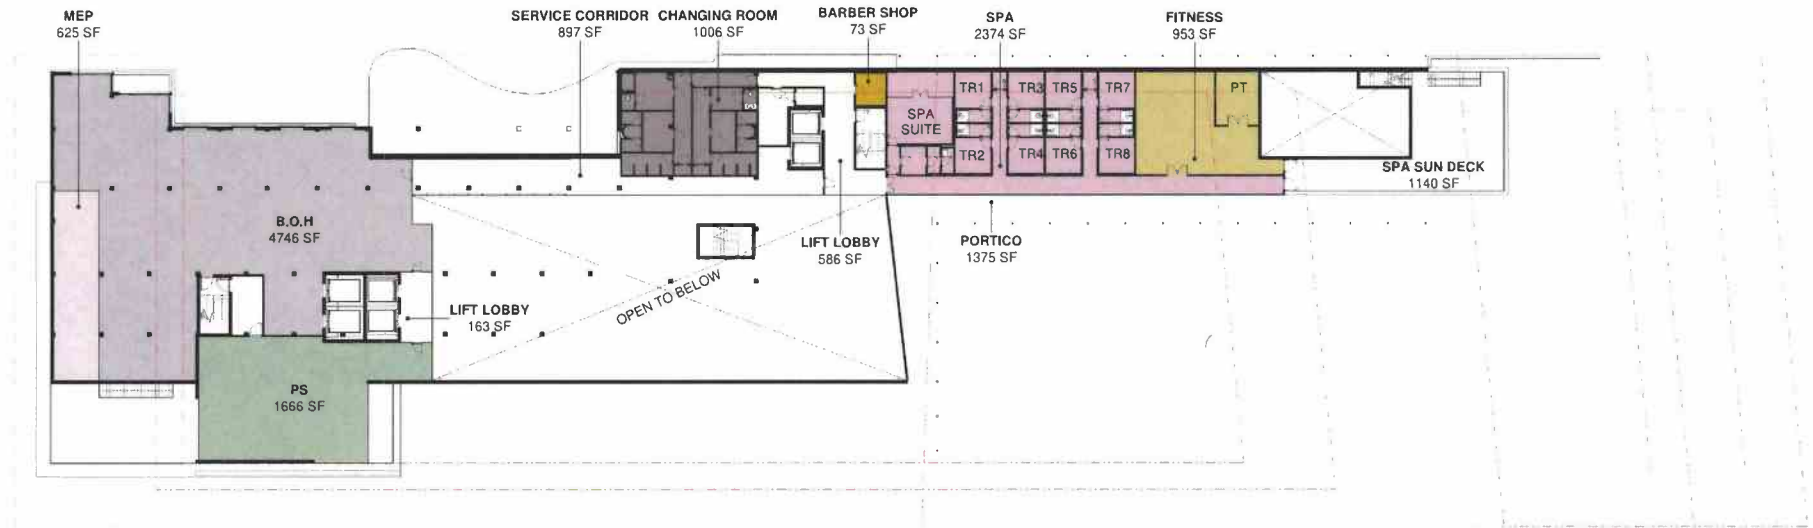 MEP
625 SF
SERVICE CORRIDOR
897 SF
CHANGING ROOM
1006 SF
BARBER SHOP
73 SF
SPA
2374 SF
FITNESS
953 SF
TR1
TR3
TR5
TR7
PT
SPA
SUITE
TR2
TR4
TR6
TR8
SPA SUN DECK
1140 SF
B.O.H
4746 SF
LIFT LOBBY
586 SF
PORTICO
1375 SF
OPEN TO BELOW
LIFT LOBBY
163 SF
PS
1666 SF